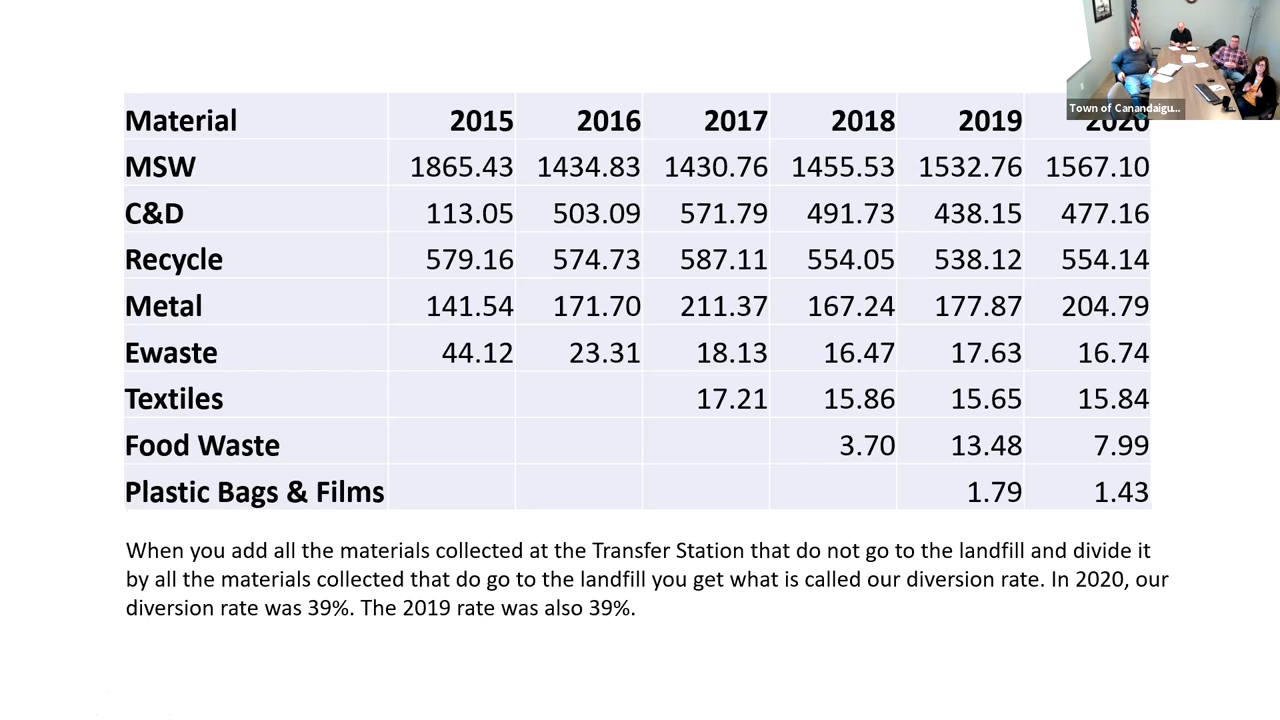 Town of Canandaigu...
Material 2015 2016 2017 2018 2019 2020
MSW 1865.43 1434.83 1430.76 1455.53 1532.76 1567.10
C&D 113.05 503.09 571.79 491.73 438.15 477.16
Recycle 579.16 574.73 587.11 554.05 538.12 554.14
Metal 141.54 171.70 211.37 167.24 177.87 204.79
Ewaste 44.12 23.31 18.13 16.47 17.63 16.74
Textiles 17.21 15.86 15.65 15.84
Food Waste 3.70 13.48 7.99
Plastic Bags & Films 1.79 1.43
When you add all the materials collected at the Transfer Station that do not go to the landfill and divide it
by all the materials collected that do go to the landfill you get what is called our diversion rate. In 2020, our
diversion rate was 39%. The 2019 rate was also 39%.